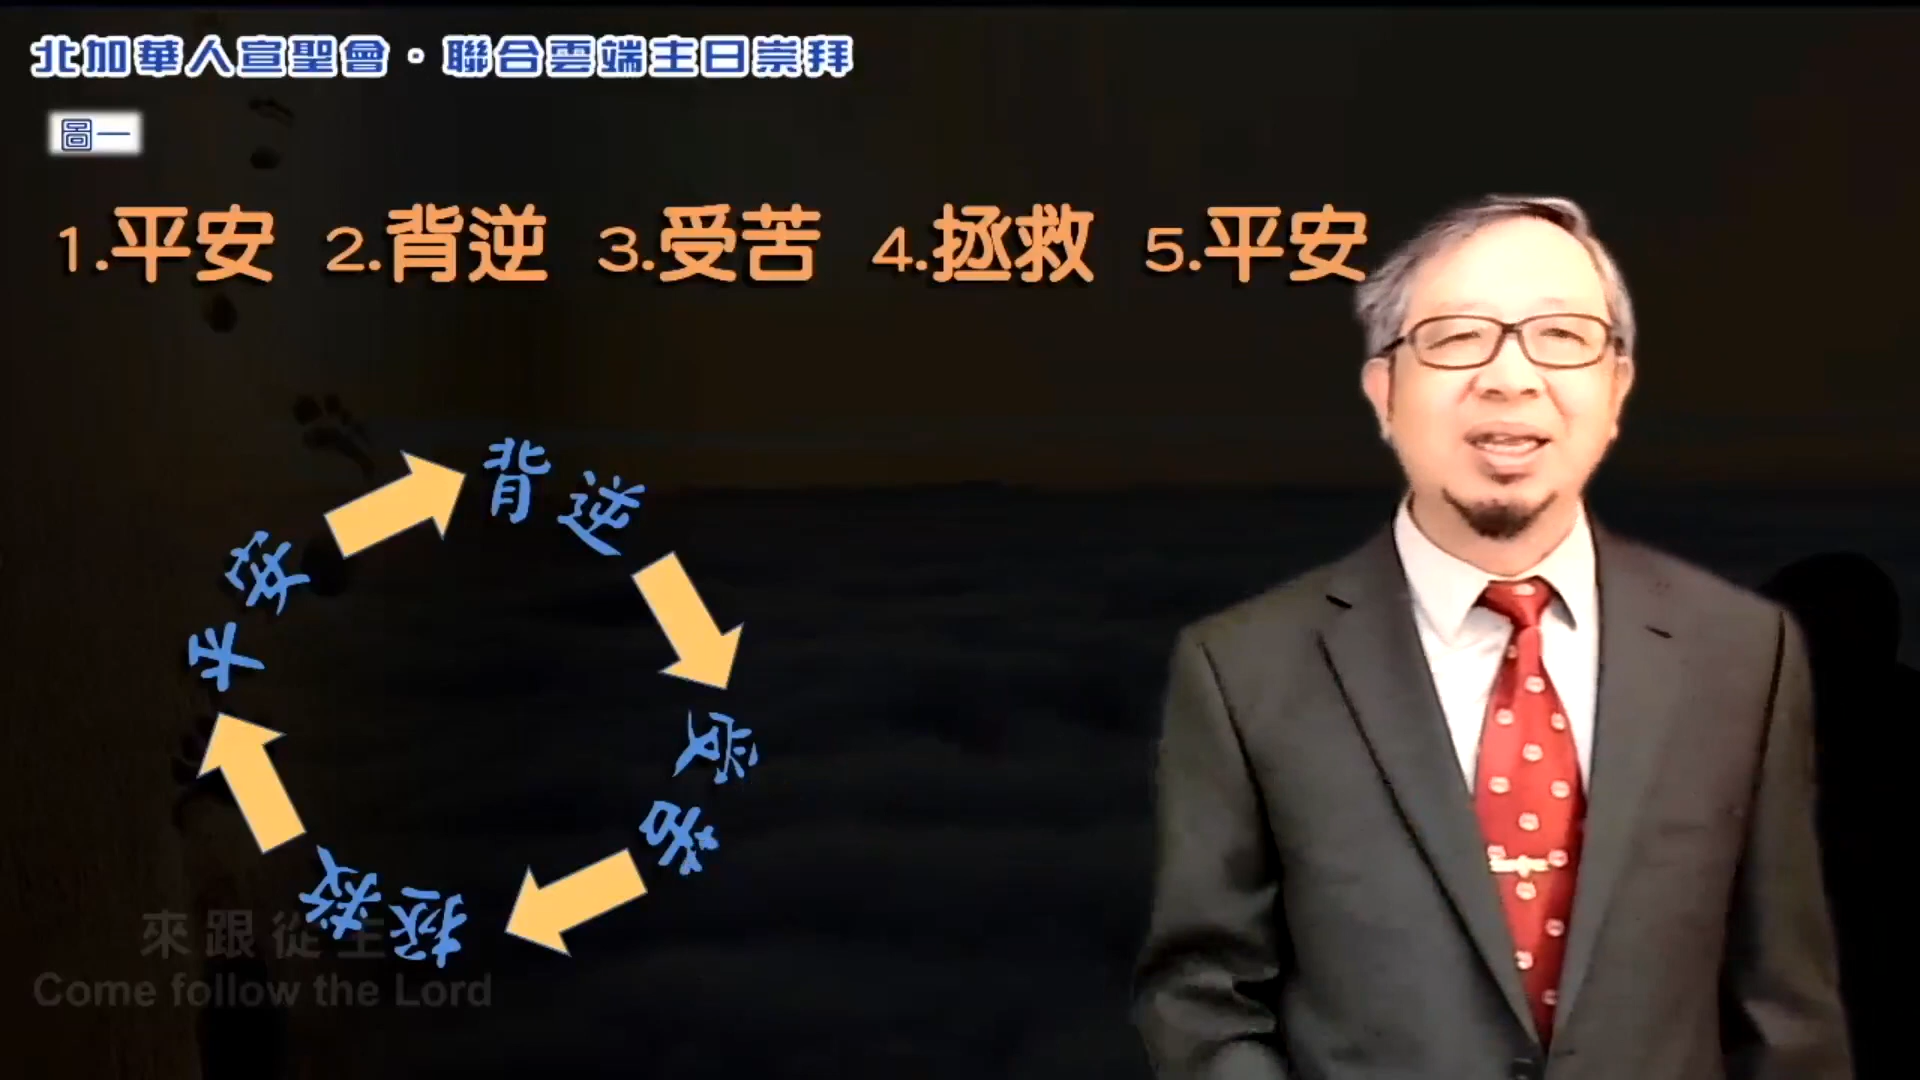 北加華人宣聖會·聯合雲端主日崇拜
圖一
1.平安 2.背逆 3.受苦 4.拯救 5.平安
背逆
受苦
拯救
平安
來跟從主
Come follow the Lord